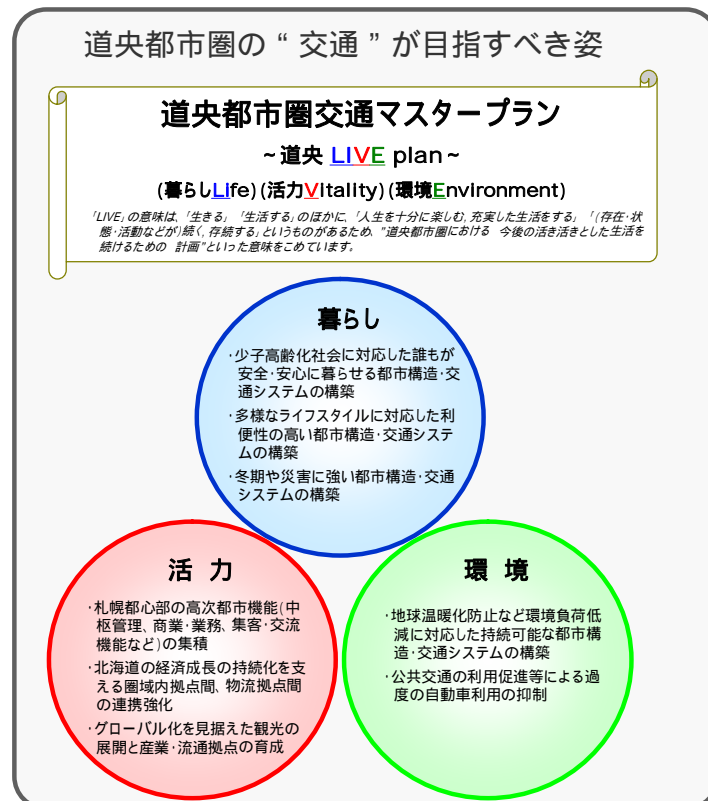 道央都市圏の“交通”が目指すべき姿
道央都市圏交通マスタープラン
~道央 LIVE plan~
(暮らしLife)(活力VItality)(環境Environment)
「LIVE」の意味は、「生きる」「生活する」のほかに、「人生を十分に楽しむ、充実した生活をする」「(存在・状
態・活動などが)続く、存続する」というものがあるため、"道央都市圏における 今後の活き活きとした生活を
続けるための 計画"といった意味をこめています。
暮らし
・少子高齢化社会に対応した誰もが
安全・安心に暮らせる都市構造・交
通システムの構築
・多様なライフスタイルに対応した利
便性の高い都市構造・交通システ
ムの構築
・冬期や災害に強い都市構造・交通
システムの構築
活 力
・札幌都心部の高次都市機能(中
枢管理、商業・業務、集客・交流
機能など)の集積
・北海道の経済成長の持続化を支
える圏域内拠点間、物流拠点間
の連携強化
・グローバル化を見据えた観光の
展開と産業・流通拠点の育成
環 境
・地球温暖化防止など環境負荷低
減に対応した持続可能な都市構
造・交通システムの構築
・公共交通の利用促進等による過
度の自動車利用の抑制